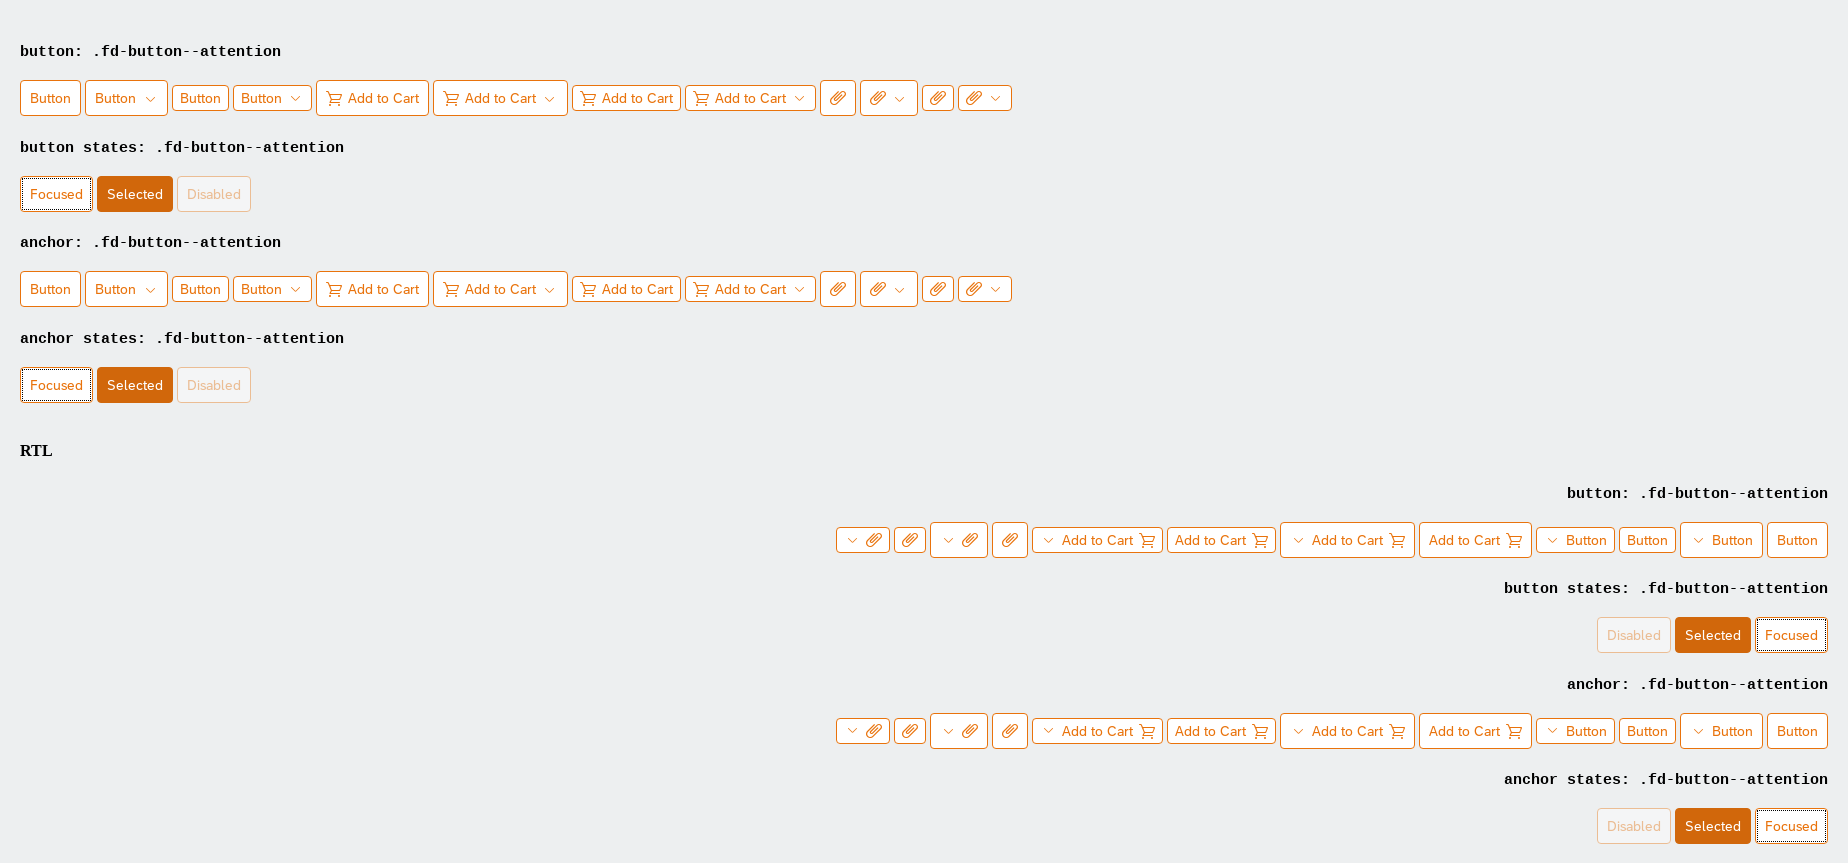 button: .fd-button--attention
Button Button Button Button Add to Cart Add to Cart Add to Cart Add to Cart
button states: .fd-button--attention
Focused Selected Disabled
anchor: .fd-button--attention
Button Button Button Button Add to Cart Add to Cart Add to Cart Add to Cart
anchor states: .fd-button--attention
Focused Selected Disabled
RTL
button: .fd-button--attention
Add to Cart Add to Cart Add to Cart Add to Cart Button Button Button Button
button states: .fd-button--attention
Disabled Selected Focused
anchor: .fd-button--attention
Add to Cart Add to Cart Add to Cart Add to Cart Button Button Button Button
anchor states: .fd-button--attention
Disabled Selected Focused